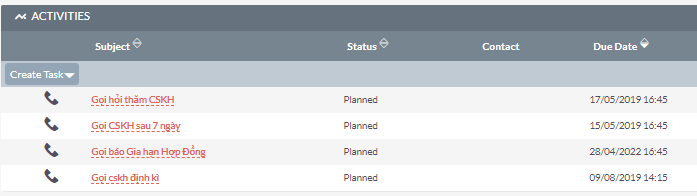 ACTIVITIES
Subject Status Contact Due Date
Create Task
Gọi hỏi thăm CSKH Planned 17/05/2019 16:45
Gọi CSKH sau 7 ngày Planned 15/05/2019 16:45
Gọi báo Gia hạn Hợp Đồng Planned 28/04/2022 16:45
Gọi cskh định kì Planned 09/08/2019 14:15